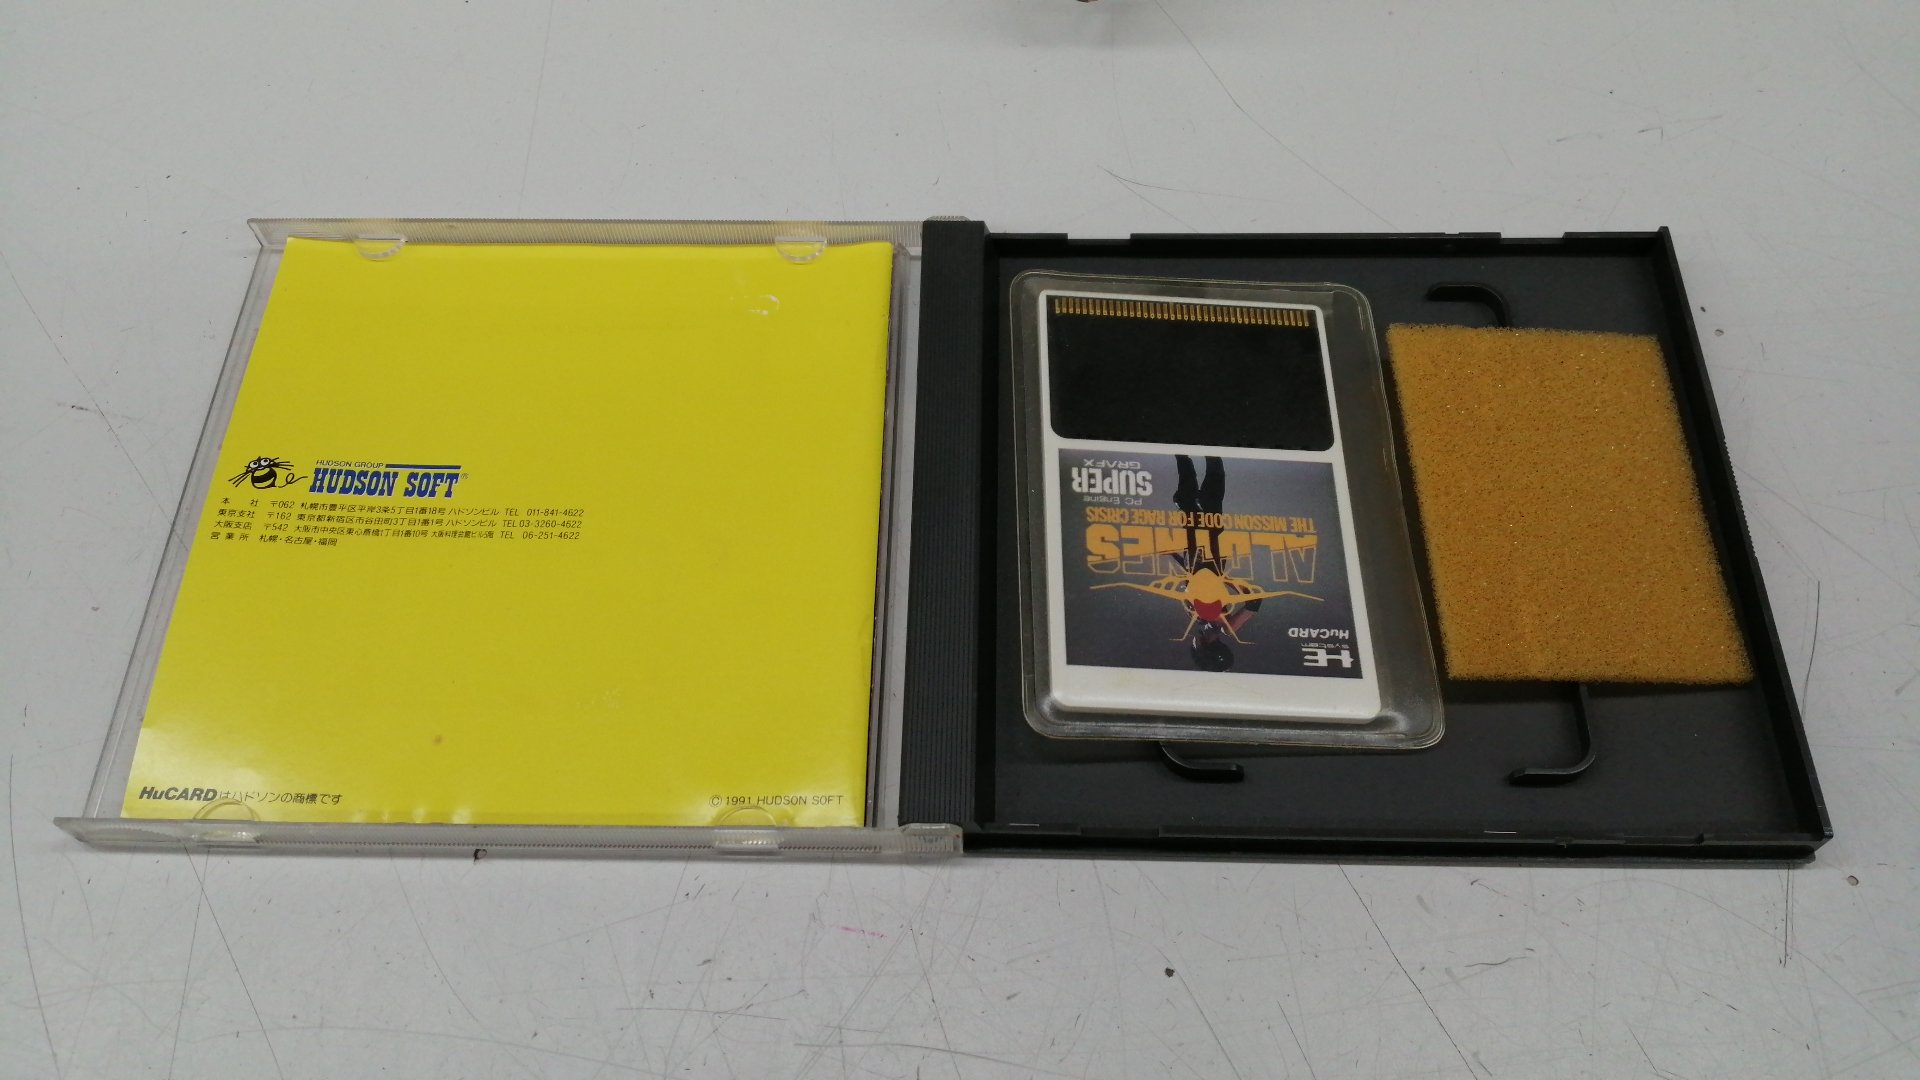 HUDSON GROUP
HUDSON SOFT®
本　社　〒062 札幌市豊平区平岸3条5丁目1番18号 ハドソンビル TEL 011-841-4622
東京支社　〒162 東京都新宿区市谷田町3丁目1番1号 ハドソンビル TEL 03-3260-4622
大阪支店　〒542 大阪市中央区東心斎橋1丁目1番10号 大阪料理会館ビル5階 TEL 06-251-4622
営業所　札幌・名古屋・福岡
HuCARDはハドソンの商標です
©1991 HUDSON SOFT
HE
system
HuCARD
ALDYNES
THE MISSON CODE FOR RAGE CRISIS
PC Engine
SUPER
GRAFX